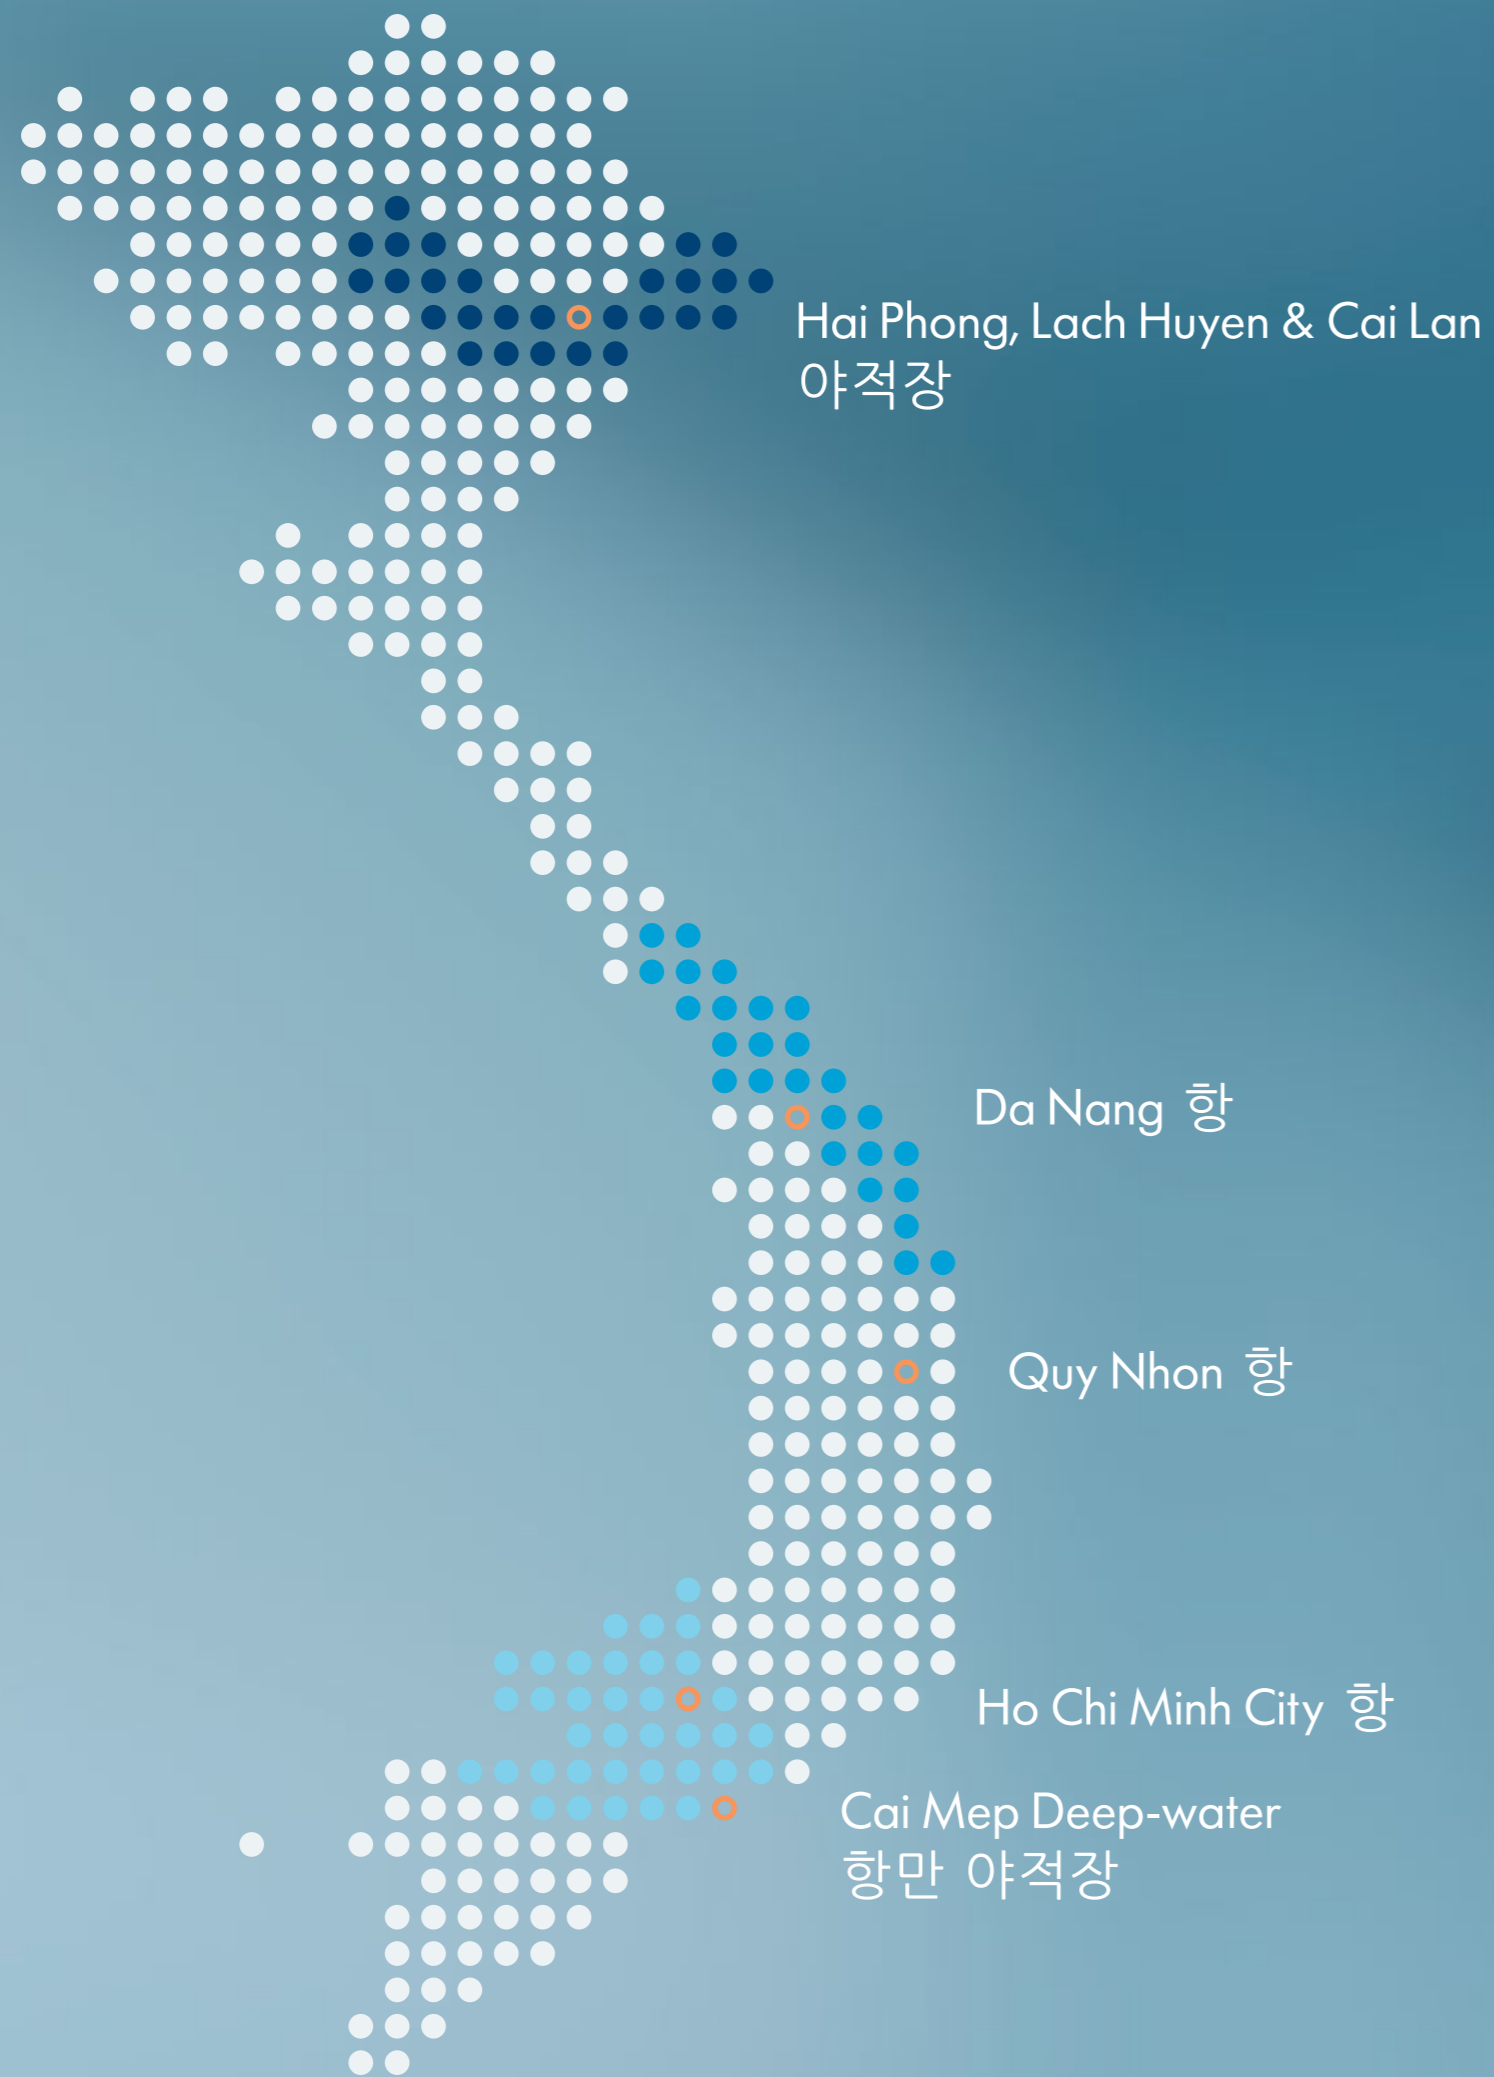 Hai Phong, Lach Huyen & Cai Lan
야적장
Da Nang 항
Quy Nhon 항
Ho Chi Minh City 항
Cai Mep Deep-water
항만 야적장